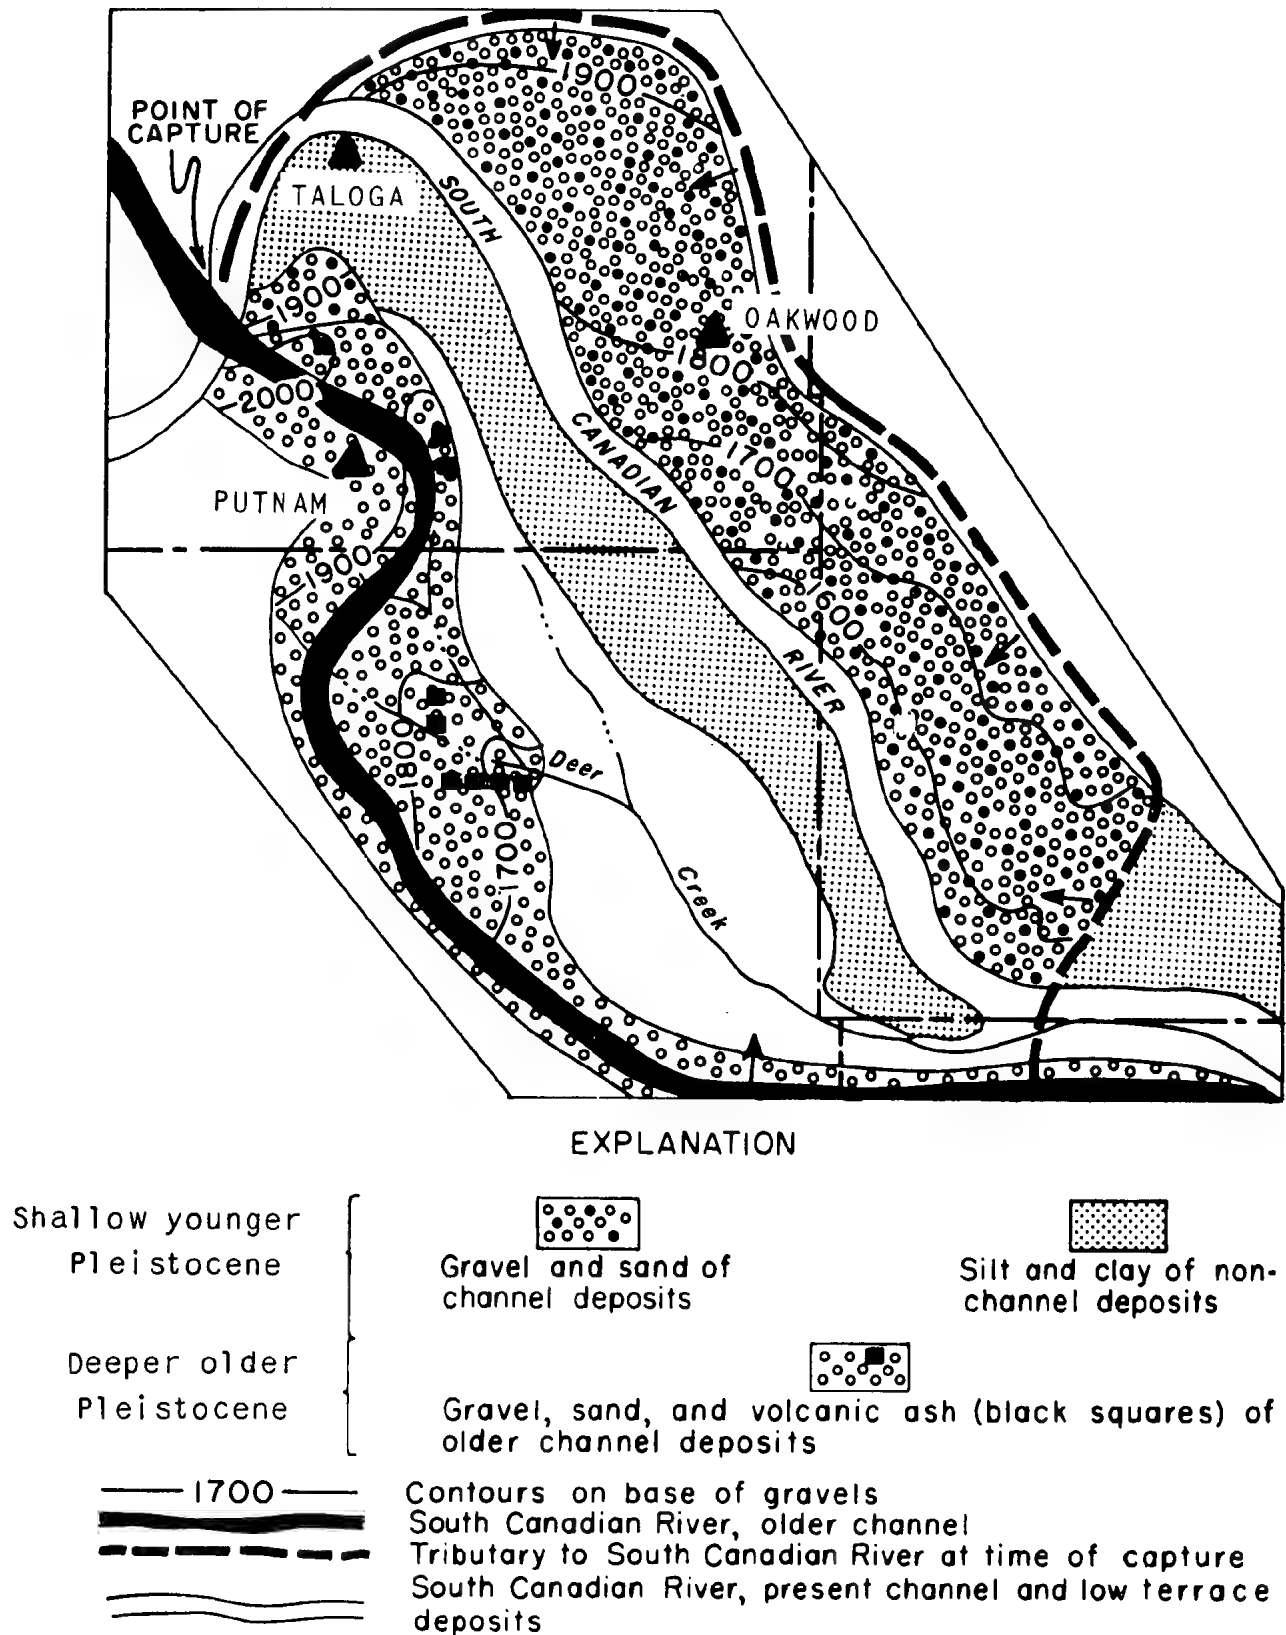 POINT OF
CAPTURE
1900
TALOGA
SOUTH
1900
OAKWOOD
1800
2000
CANADIAN
1700
PUTNAM
1900
1600
RIVER
1800
Deer
1700
Creek
EXPLANATION
Shallow younger
Pleistocene
Gravel and sand of
channel deposits
Silt and clay of non-
channel deposits
Deeper older
Pleistocene
Gravel, sand, and volcanic ash (black squares) of
older channel deposits
1700
Contours on base of gravels
South Canadian River, older channel
Tributary to South Canadian River at time of capture
South Canadian River, present channel and low terrace
deposits